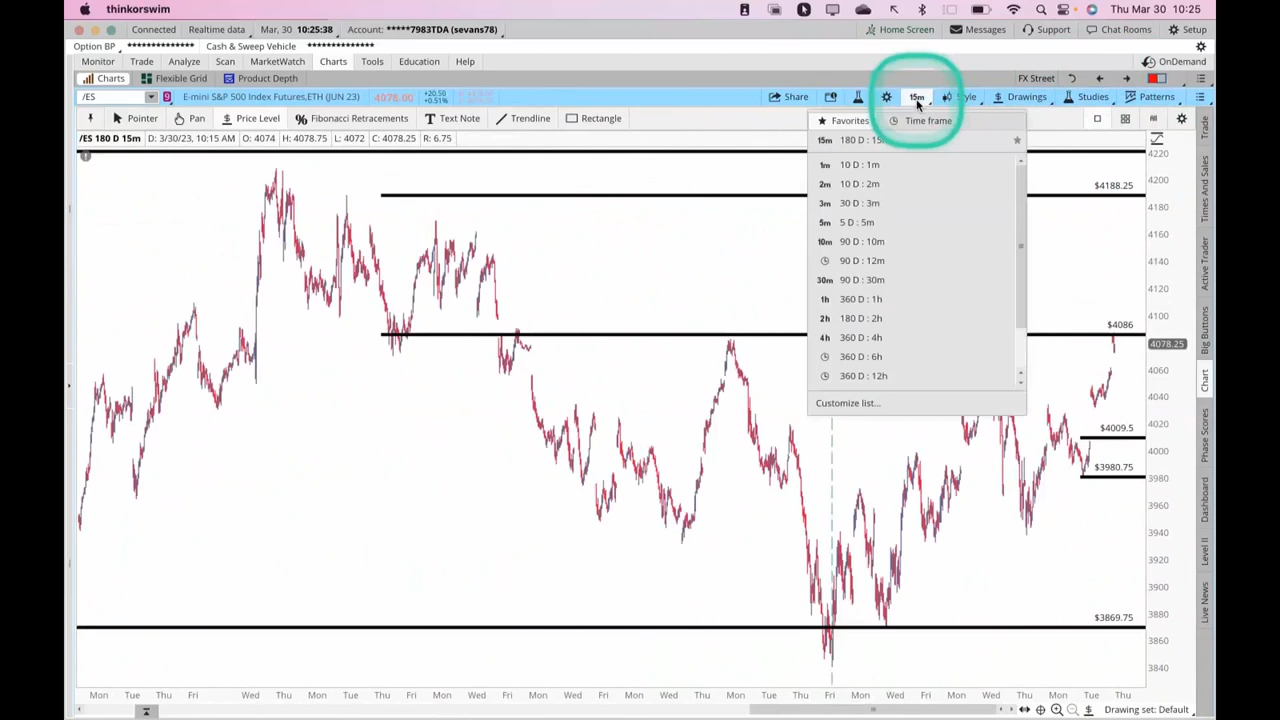 thinkorswim
Thu Mar 30 10:25
Connected Realtime data Mar, 30 10:25:38 Account: *****7983TDA (sevans78) Home Screen Messages Support Chat Rooms Setup
Option BP ************** Cash & Sweep Vehicle **************
Monitor Trade Analyze Scan MarketWatch Charts Tools Education Help OnDemand
Charts Flexible Grid Product Depth FX Street
/ES 9 E-mini S&P 500 Index Futures,ETH (JUN 23) 4078.00 +20.50 +0.51% Share 15m Style Drawings Studies Patterns
Pointer Pan Price Level Fibonacci Retracements Text Note Trendline Rectangle
Favorites Time frame
/ES 180 D 15m D: 3/30/23, 10:15 AM H: 4078.75 L: 4072 C: 4078.25 R: 6.75
15m 180 D : 15m
1m 10 D : 1m
2m 10 D : 2m
3m 30 D : 3m
5m 5 D : 5m
10m 90 D : 10m
90 D : 12m
30m 90 D : 30m
1h 360 D : 1h
2h 180 D : 2h
4h 360 D : 4h
360 D : 6h
360 D : 12h
Customize list...
$4188.25
$4086
$4009.5
$3980.75
$3869.75
4220
4200
4180
4160
4140
4120
4100
4078.25
4060
4040
4020
4000
3980
3960
3940
3920
3900
3880
3860
3840
Trade
Times And Sales
Active Trader
Big Buttons
Chart
Phase Scores
Dashboard
Level II
Live News
Mon Tue Thu Fri Wed Thu Mon Tue Thu Fri Mon Wed Fri Mon Tue Thu Fri Mon Tue Thu Mon Tue Fri Mon Wed Fri Mon Wed Thu Mon Tue Thu
Drawing set: Default